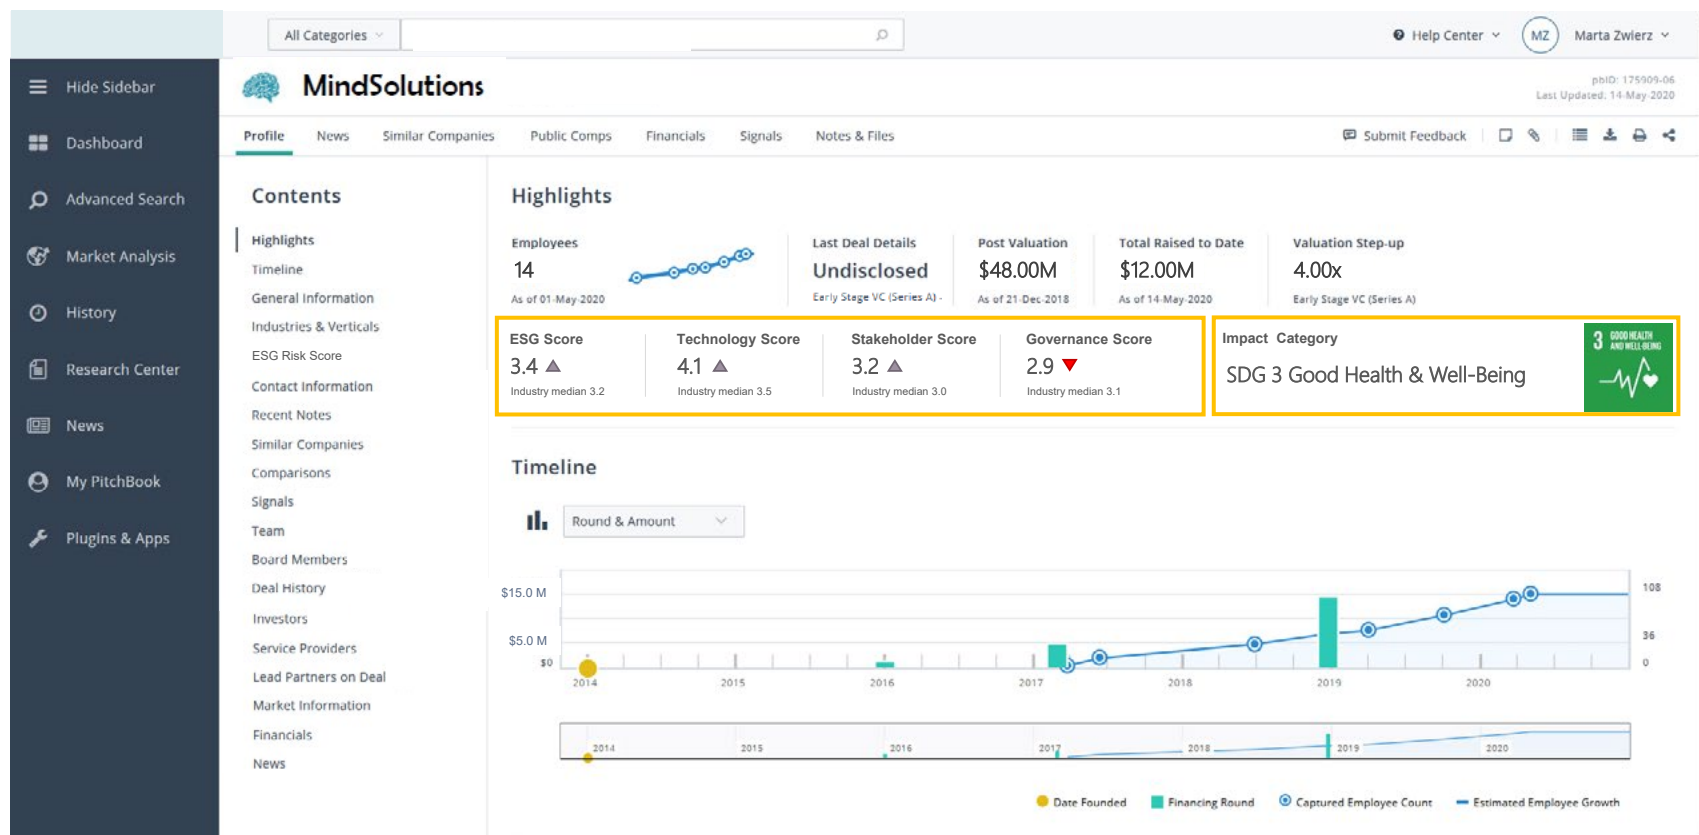 All Categories
Help Center
MZ
Marta Zwierz
Hide Sidebar
Dashboard
Advanced Search
Market Analysis
History
Research Center
News
My PitchBook
Plugins & Apps
MindSolutions
pbID: 175909-06
Last Updated: 14-May-2020
Profile News Similar Companies Public Comps Financials Signals Notes & Files
Submit Feedback
Contents
Highlights
Timeline
General Information
Industries & Verticals
ESG Risk Score
Contact Information
Recent Notes
Similar Companies
Comparisons
Signals
Team
Board Members
Deal History
Investors
Service Providers
Lead Partners on Deal
Market Information
Financials
News
Highlights
Employees
14
As of 01-May-2020
Last Deal Details
Undisclosed
Early Stage VC (Series A) -
Post Valuation
$48.00M
As of 21-Dec-2018
Total Raised to Date
$12.00M
As of 14-May-2020
Valuation Step-up
4.00x
Early Stage VC (Series A)
ESG Score
3.4
Industry median 3.2
Technology Score
4.1
Industry median 3.5
Stakeholder Score
3.2
Industry median 3.0
Governance Score
2.9
Industry median 3.1
Impact Category
SDG 3 Good Health & Well-Being
3 GOOD HEALTH
AND WELL-BEING
Timeline
Round & Amount
$15.0 M
$5.0 M
$0
108
36
0
2014 2015 2016 2017 2018 2019 2020
2014 2015 2016 2017 2018 2019 2020
Date Founded Financing Round Captured Employee Count Estimated Employee Growth